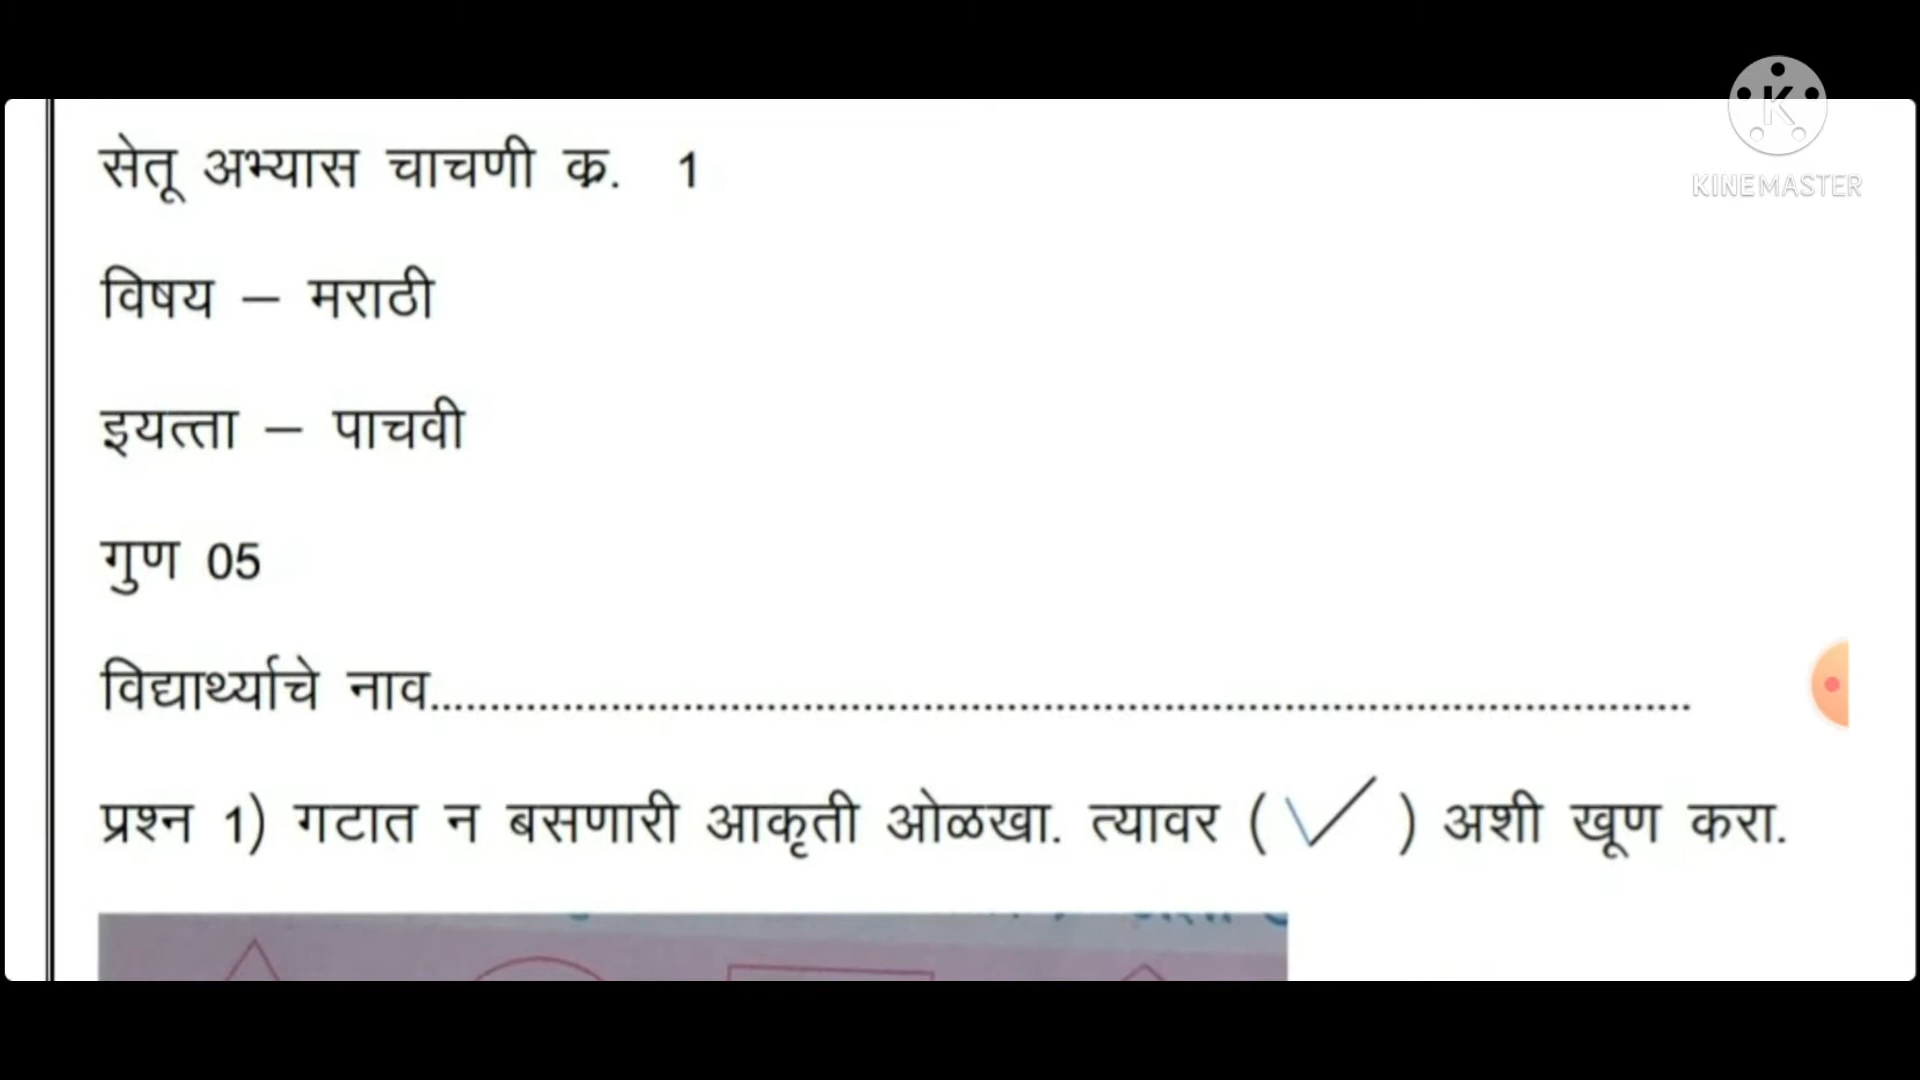 सेतू अभ्यास चाचणी क्र. 1
K
KINEMASTER
विषय – मराठी
इयत्ता – पाचवी
गुण 05
विद्यार्थ्याचे नाव.........................................................................................................
प्रश्न 1) गटात न बसणारी आकृती ओळखा. त्यावर ( ✓ ) अशी खूण करा.